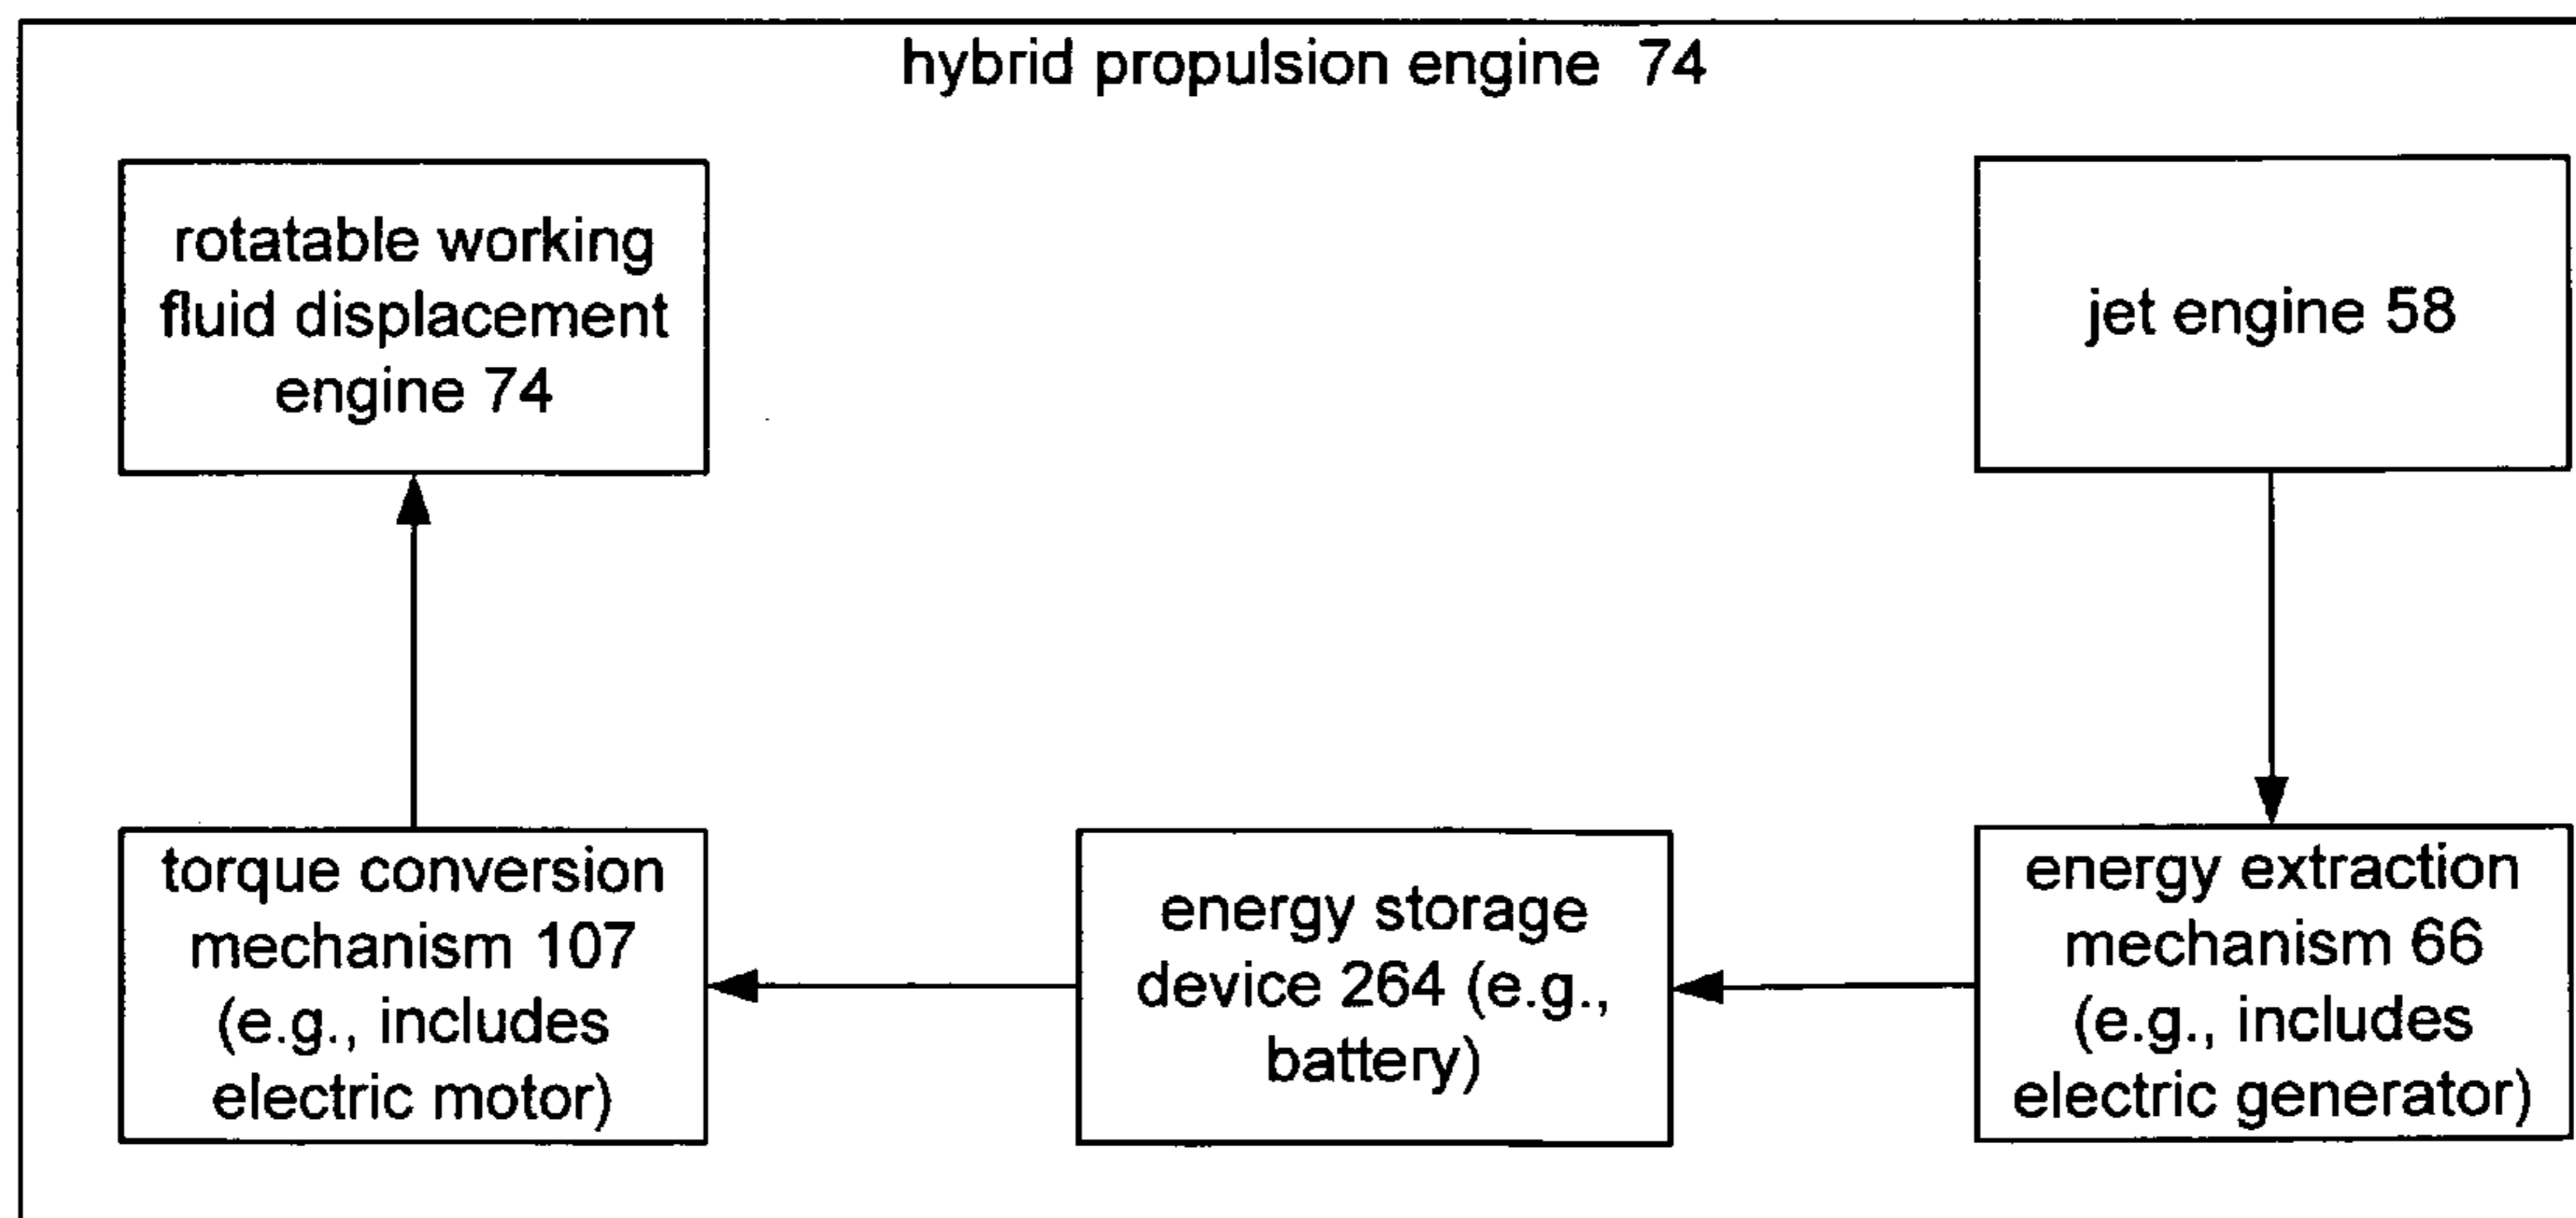 hybrid propulsion engine 74
rotatable working
fluid displacement
engine 74
jet engine 58
torque conversion
mechanism 107
(e.g., includes
electric motor)
energy storage
device 264 (e.g.,
battery)
energy extraction
mechanism 66
(e.g., includes
electric generator)